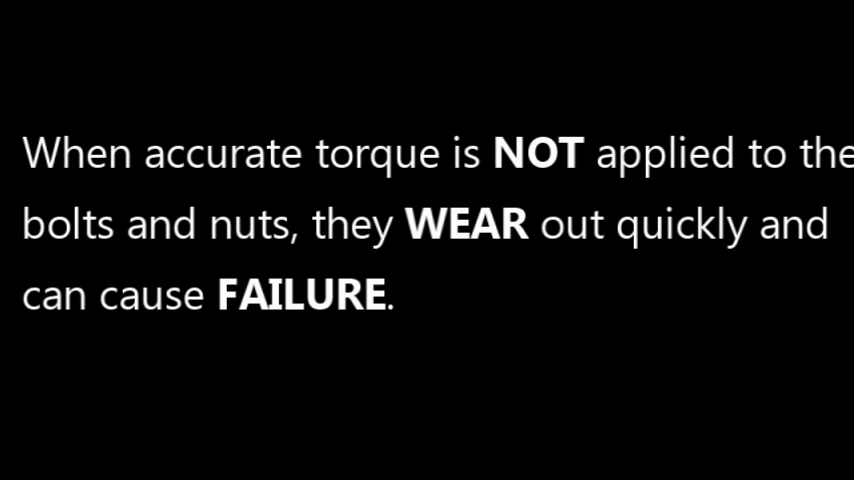 When accurate torque is NOT applied to the
bolts and nuts, they WEAR out quickly and
can cause FAILURE.